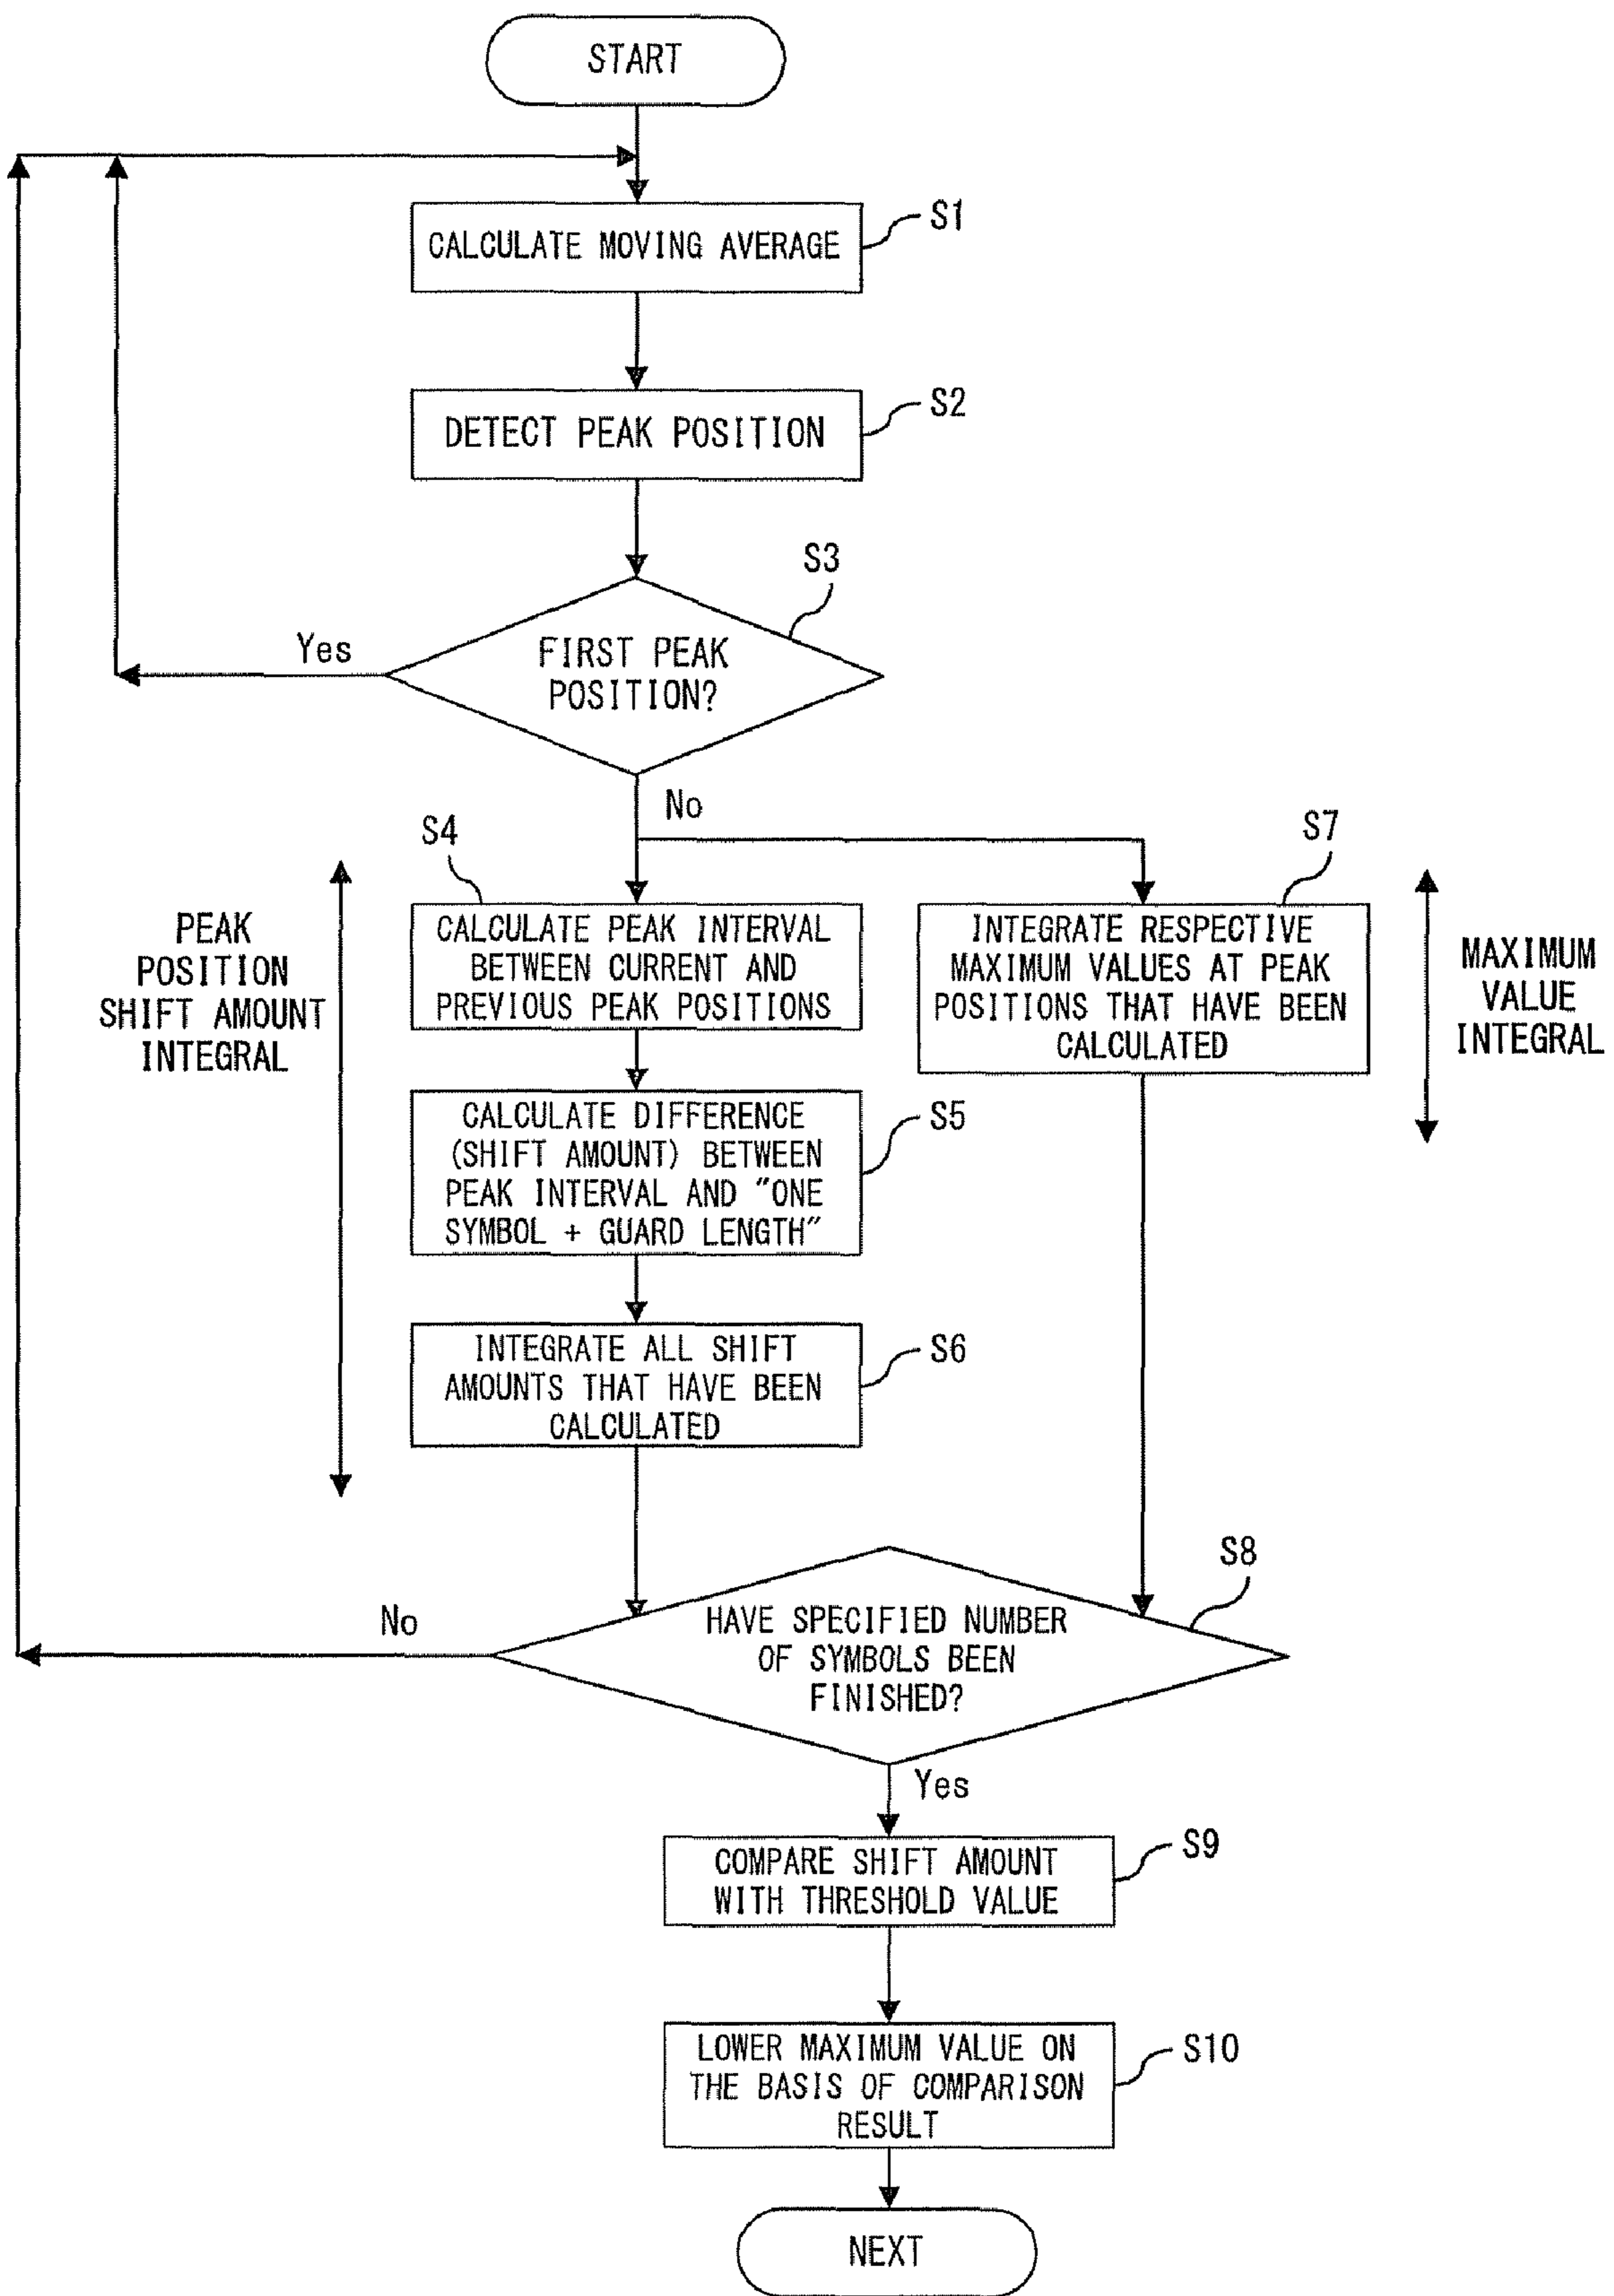 START
S1
CALCULATE MOVING AVERAGE
S2
DETECT PEAK POSITION
S3
Yes
FIRST PEAK
POSITION?
No
S4
S7
PEAK
POSITION
SHIFT AMOUNT
INTEGRAL
CALCULATE PEAK INTERVAL
BETWEEN CURRENT AND
PREVIOUS PEAK POSITIONS
INTEGRATE RESPECTIVE
MAXIMUM VALUES AT PEAK
POSITIONS THAT HAVE BEEN
CALCULATED
MAXIMUM
VALUE
INTEGRAL
S5
CALCULATE DIFFERENCE
(SHIFT AMOUNT) BETWEEN
PEAK INTERVAL AND "ONE
SYMBOL + GUARD LENGTH"
S6
INTEGRATE ALL SHIFT
AMOUNTS THAT HAVE BEEN
CALCULATED
S8
No
HAVE SPECIFIED NUMBER
OF SYMBOLS BEEN
FINISHED?
Yes
S9
COMPARE SHIFT AMOUNT
WITH THRESHOLD VALUE
S10
LOWER MAXIMUM VALUE ON
THE BASIS OF COMPARISON
RESULT
NEXT